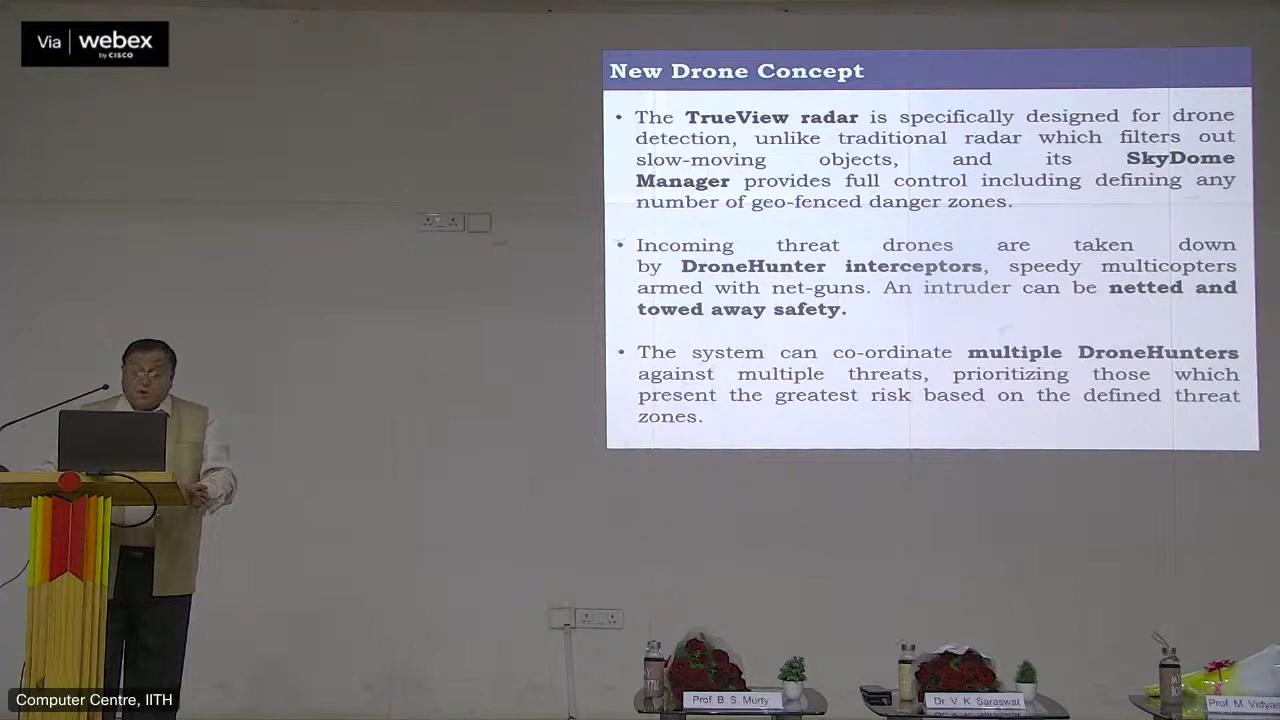 Via webex
by CISCO
New Drone Concept
• The TrueView radar is specifically designed for drone
detection, unlike traditional radar which filters out
slow-moving objects, and its SkyDome
Manager provides full control including defining any
number of geo-fenced danger zones.
• Incoming threat drones are taken down
by DroneHunter interceptors, speedy multicopters
armed with net-guns. An intruder can be netted and
towed away safety.
• The system can co-ordinate multiple DroneHunters
against multiple threats, prioritizing those which
present the greatest risk based on the defined threat
zones.
Computer Centre, IITH
Prof B. S. Murty
Dr. V. K. Saraswat
Prof. M. Vidyas